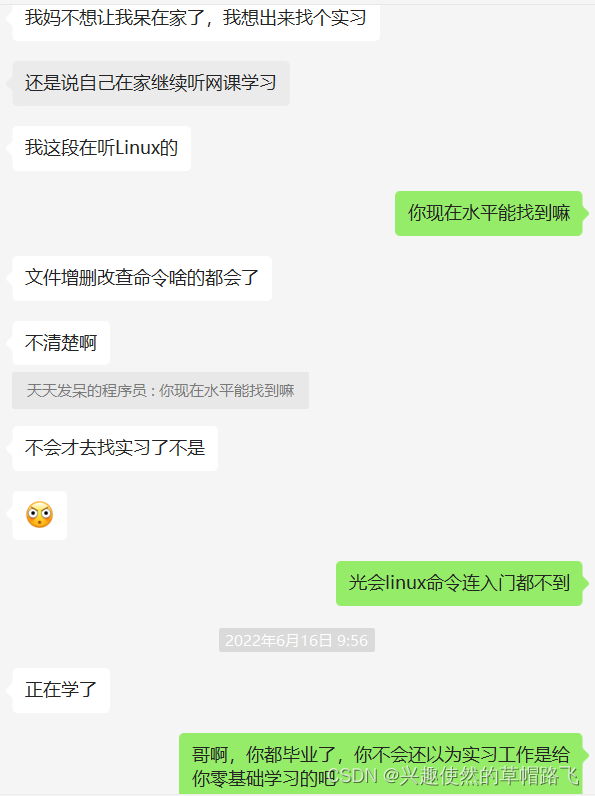 我妈不想让我呆在家了，我想出来找个实习
还是说自己在家继续听网课学习
我这段在听Linux的
你现在水平能找到嘛
文件增删改查命令啥的都会了
不清楚啊
天天发呆的程序员 : 你现在水平能找到嘛
不会才去找实习了不是
光会linux命令连入门都不到
2022年6月16日 9:56
正在学了
哥啊，你都毕业了，你不会还以为实习工作是给
你零基础学习的吧
CSDN @兴趣使然的草帽路飞